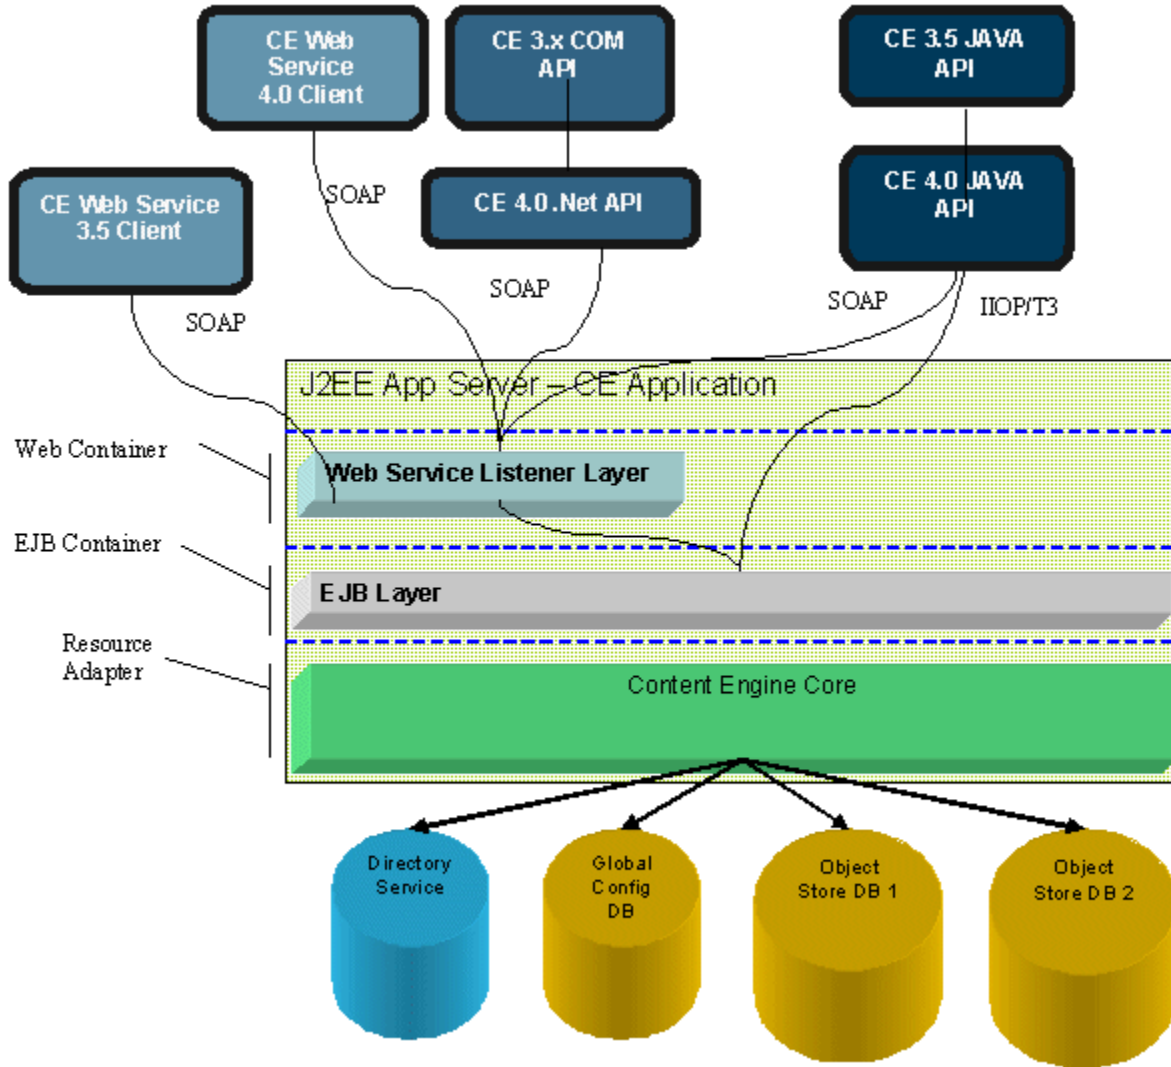 CE Web
Service
4.0 Client
CE 3.x COM
API
CE 3.5 JAVA
API
CE Web Service
3.5 Client
CE 4.0 .Net API
CE 4.0 JAVA
API
SOAP
SOAP
SOAP
SOAP
IIOP/T3
J2EE App Server – CE Application
Web Container
Web Service Listener Layer
EJB Container
EJB Layer
Resource
Adapter
Content Engine Core
Directory
Service
Global
Config
DB
Object
Store DB 1
Object
Store DB 2